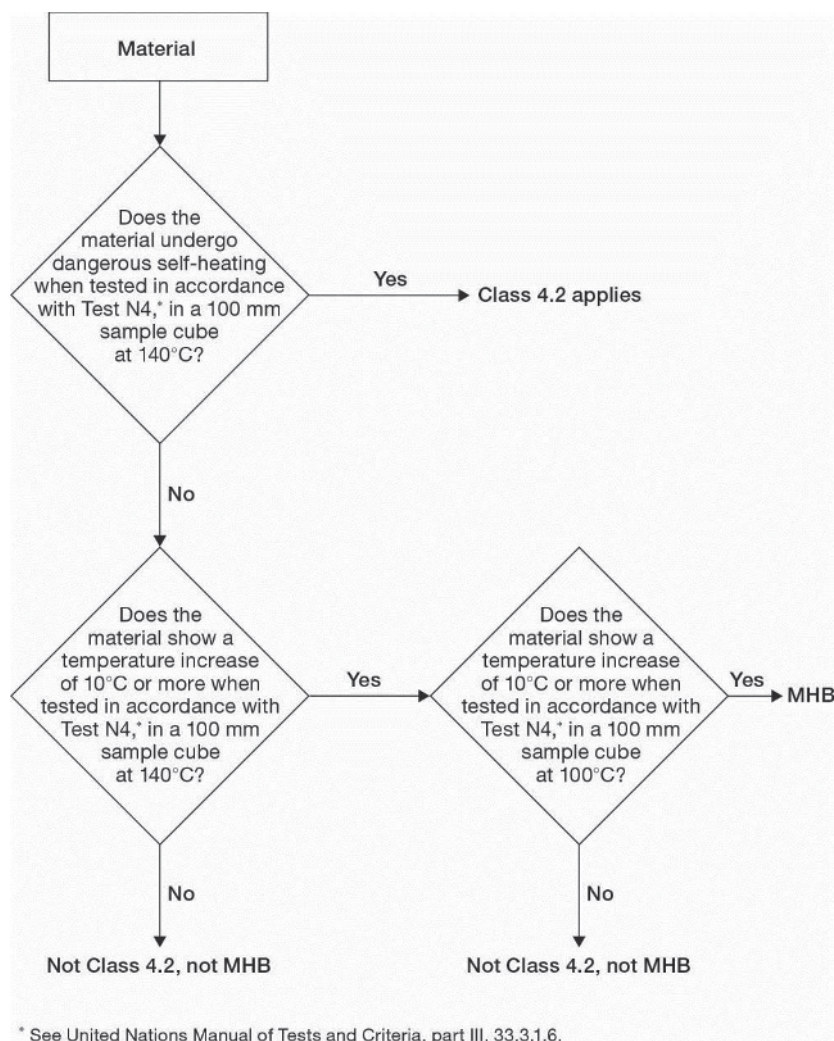 Material
Does the
material undergo
dangerous self-heating
when tested in accordance
with Test N4,* in a 100 mm
sample cube
at 140°C?
Yes
Class 4.2 applies
No
Does the
material show a
temperature increase
of 10°C or more when
tested in accordance with
Test N4,* in a 100 mm
sample cube
at 140°C?
Yes
Does the
material show a
temperature increase
of 10°C or more when
tested in accordance with
Test N4,* in a 100 mm
sample cube
at 100°C?
Yes
MHB
No
No
Not Class 4.2, not MHB
Not Class 4.2, not MHB
* See United Nations Manual of Tests and Criteria, part III, 33.3.1.6.